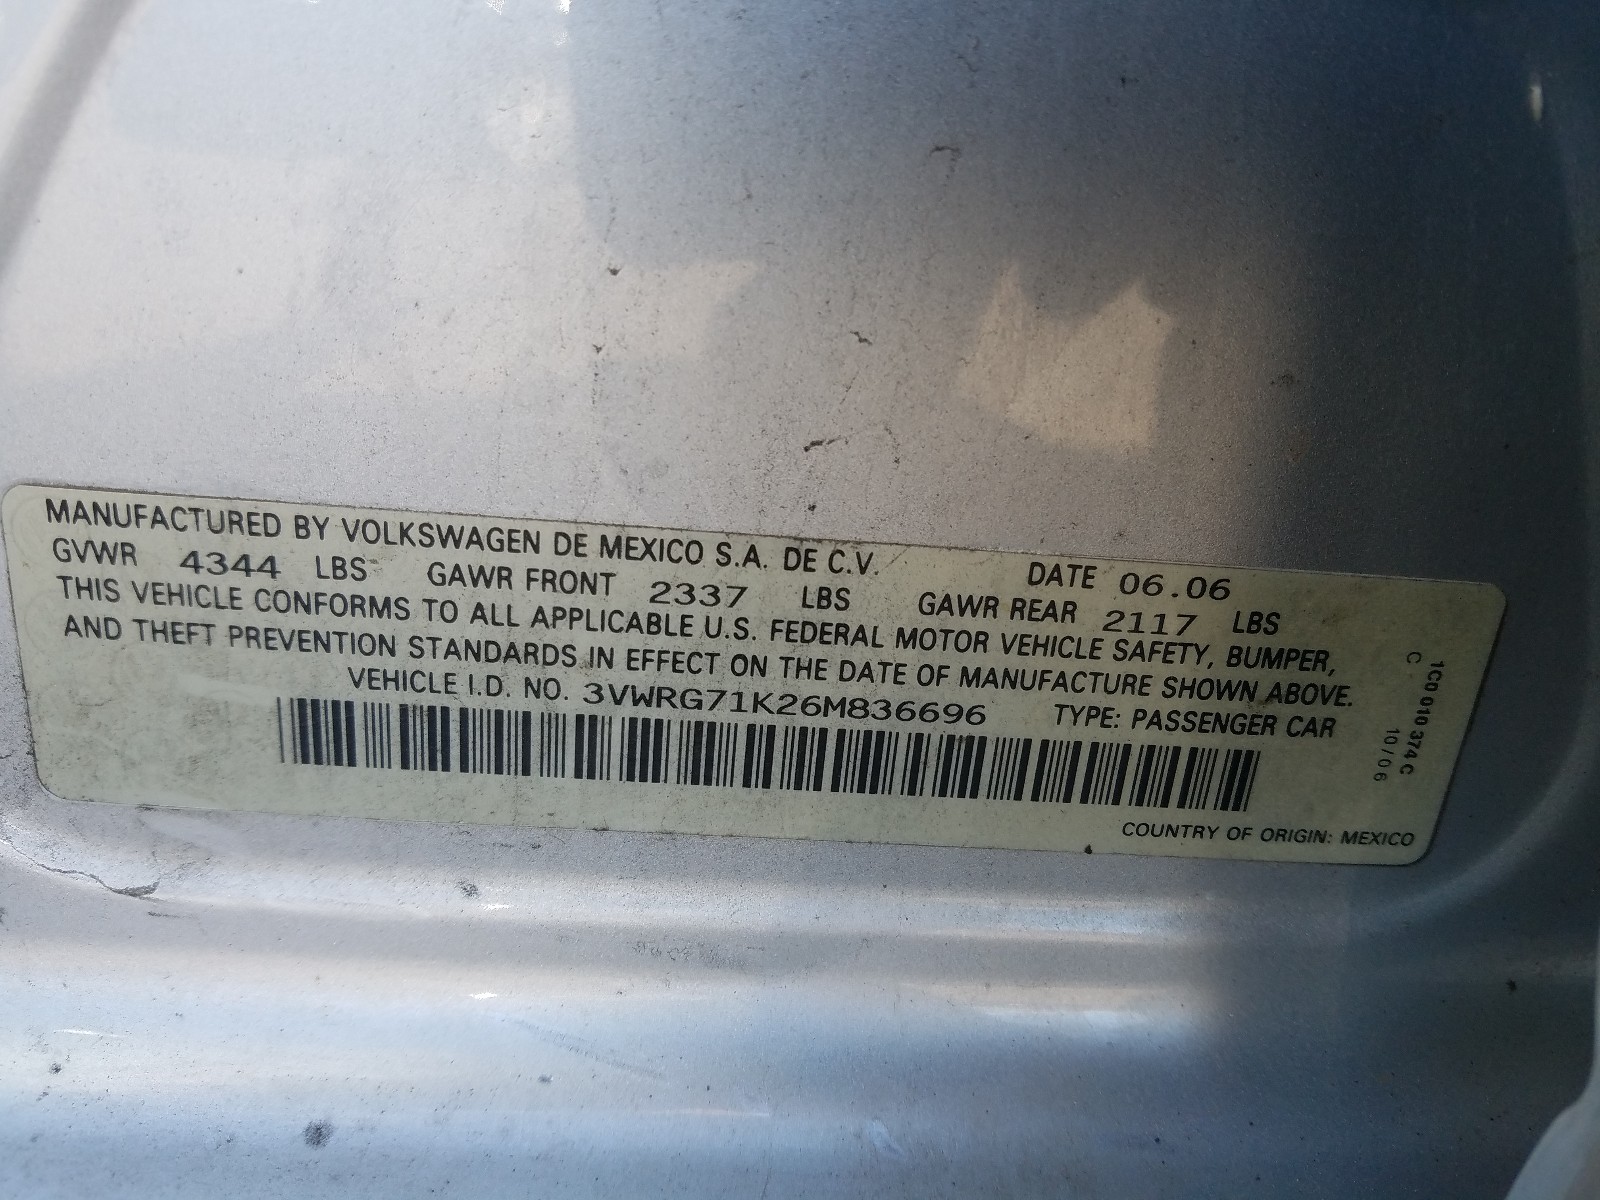 MANUFACTURED BY VOLKSWAGEN DE MEXICO S.A. DE C.V. DATE 06.06
GVWR 4344 LBS GAWR FRONT 2337 LBS GAWR REAR 2117 LBS
THIS VEHICLE CONFORMS TO ALL APPLICABLE U.S. FEDERAL MOTOR VEHICLE SAFETY, BUMPER,
AND THEFT PREVENTION STANDARDS IN EFFECT ON THE DATE OF MANUFACTURE SHOWN ABOVE.
VEHICLE I.D. NO. 3VWRG71K26M836696 TYPE: PASSENGER CAR
COUNTRY OF ORIGIN: MEXICO
1C0 010 374 C
C 10/06